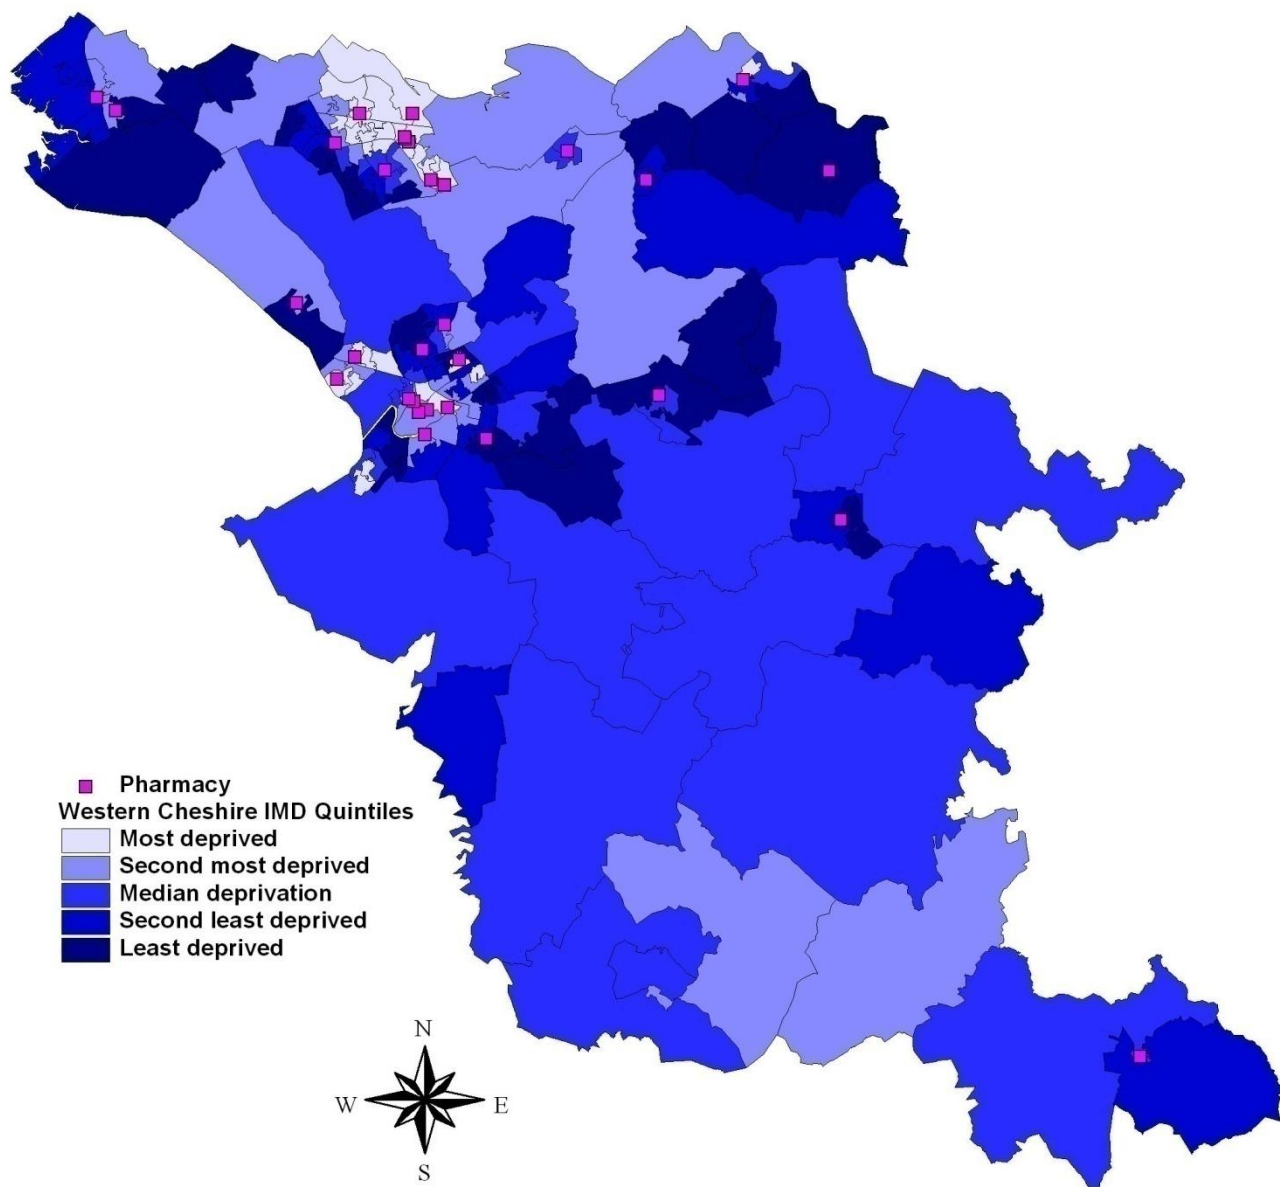 Pharmacy
Western Cheshire IMD Quintiles
Most deprived
Second most deprived
Median deprivation
Second least deprived
Least deprived
N
W E
S